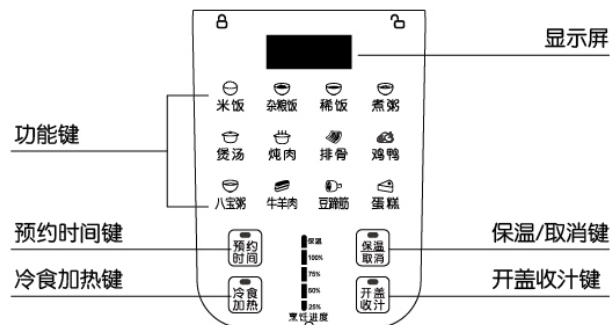 显示屏
米饭 杂粮饭 稀饭 煮粥
功能键
煲汤 炖肉 排骨 鸡鸭
八宝粥 牛羊肉 豆蹄筋 蛋糕
预约时间键
预约
时间
保温
100%
75%
50%
25%
烹饪进度
保温
取消
保温/取消键
冷食加热键
冷食
加热
开盖
收汁
开盖收汁键